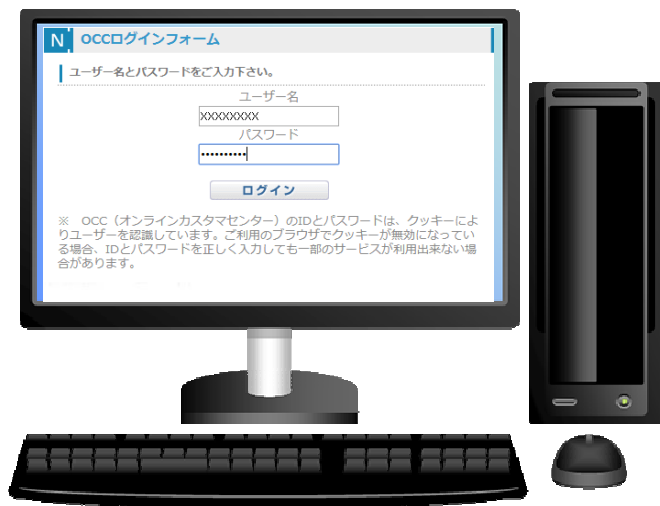 N OCCログインフォーム
ユーザー名とパスワードをご入力下さい。
ユーザー名
XXXXXXXX
パスワード
••••••••••
ログイン
※　OCC（オンラインカスタマセンター）のIDとパスワードは、クッキーによ
りユーザーを認識しています。ご利用のブラウザでクッキーが無効になってい
る場合、IDとパスワードを正しく入力しても一部のサービスが利用出来ない場
合があります。